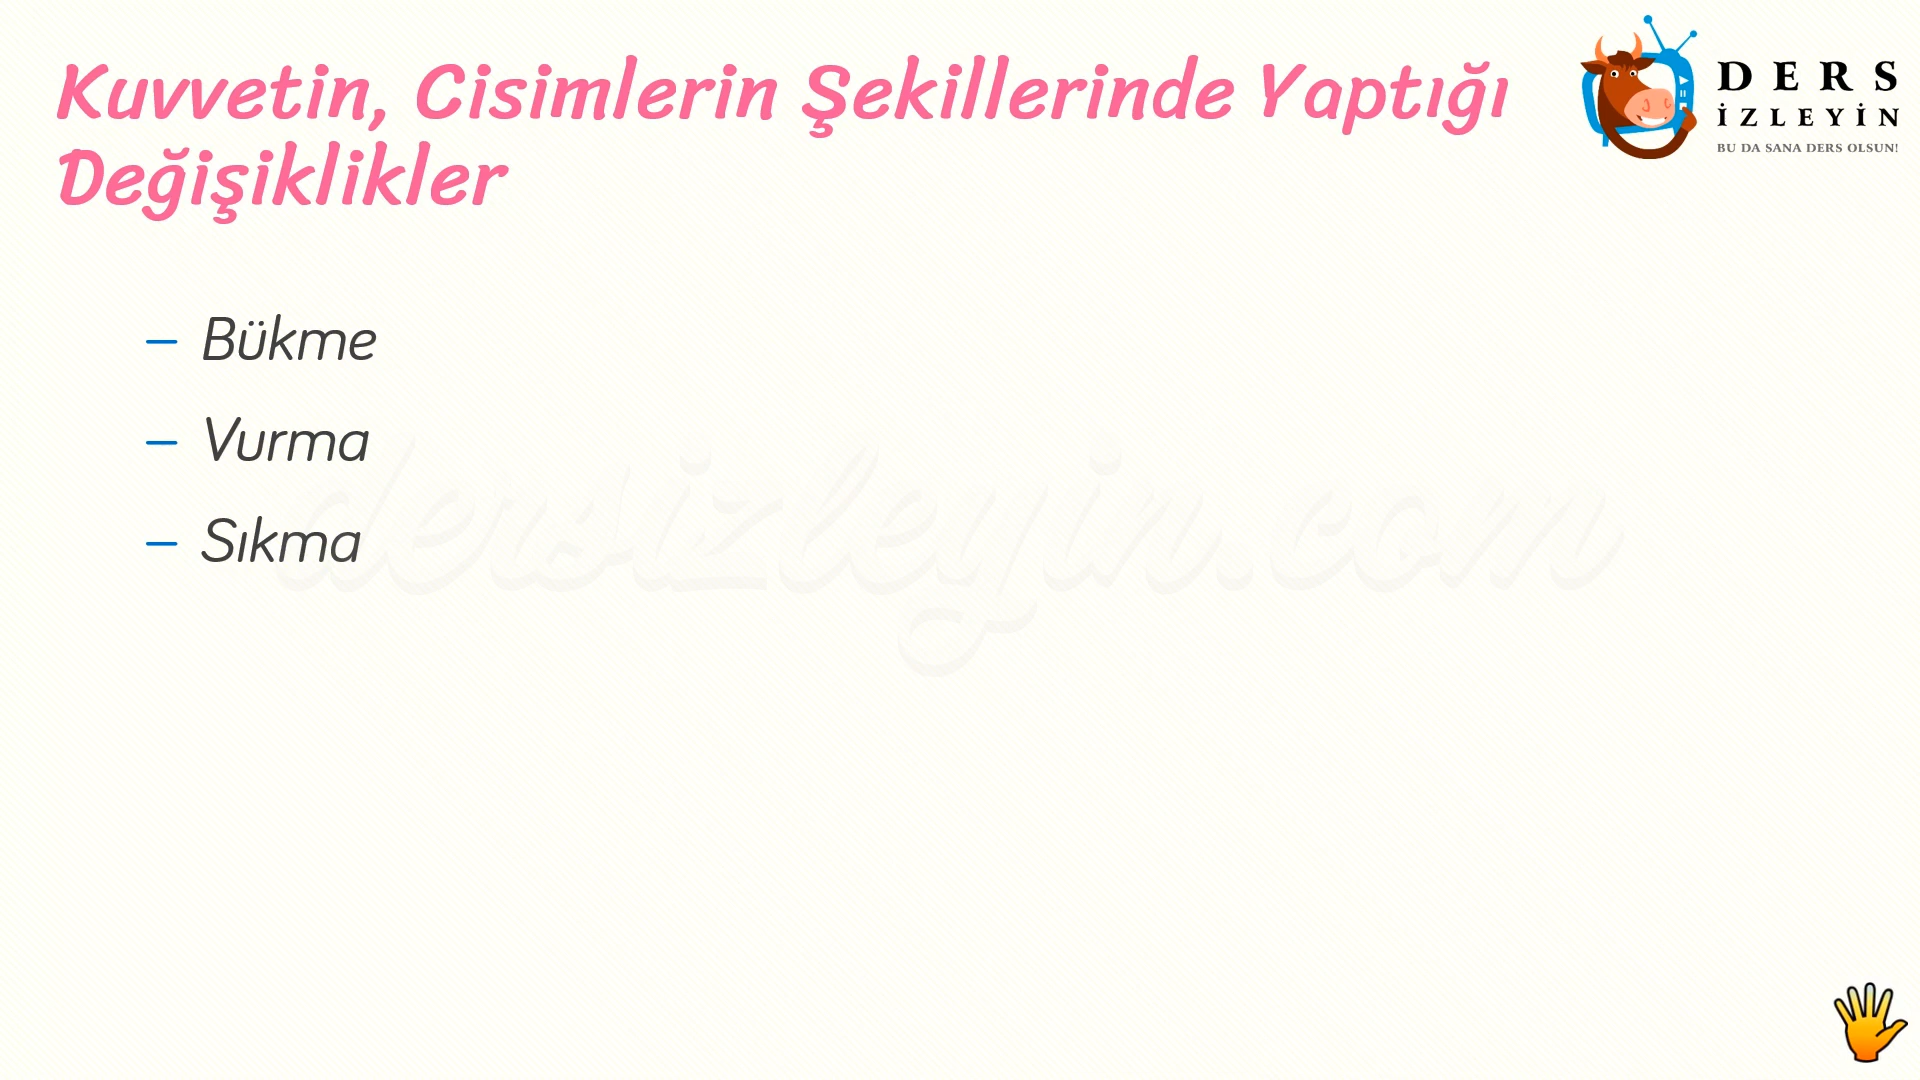 Kuvvetin, Cisimlerin Şekillerinde Yaptığı
Değişiklikler
DERS
İZLEYİN
BU DA SANA DERS OLSUN!
– Bükme
– Vurma
– Sıkma
dersizleyin.com